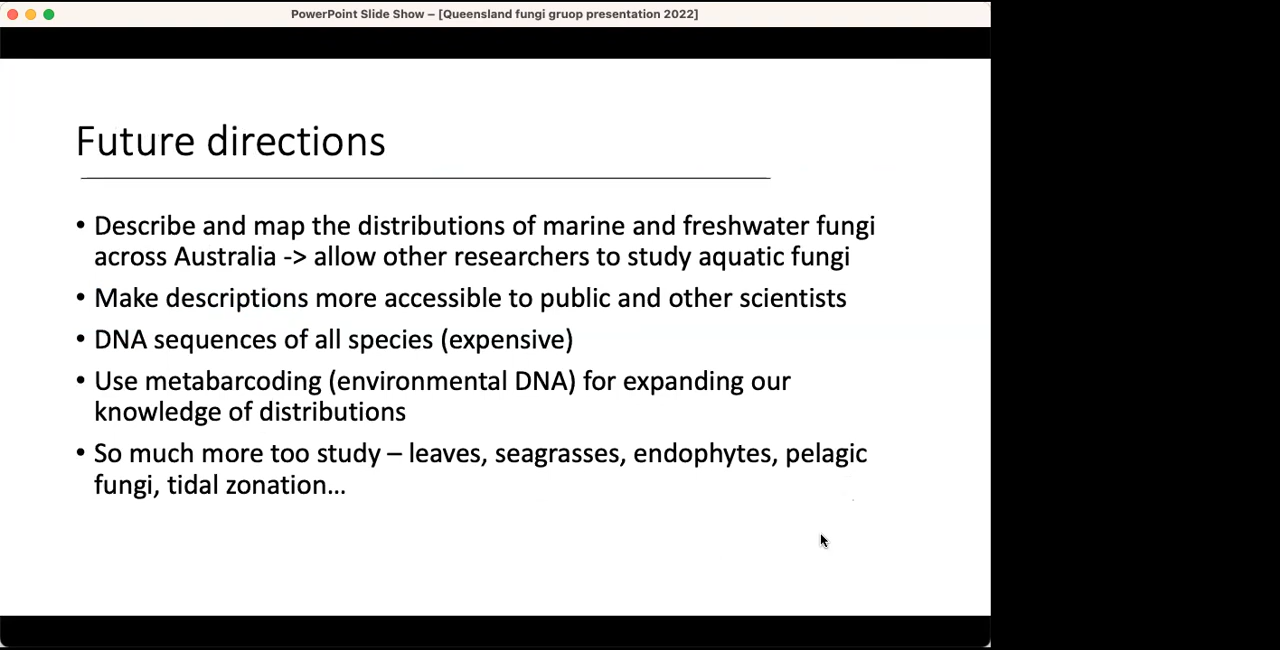 PowerPoint Slide Show – [Queensland fungi gruop presentation 2022]
Future directions
• Describe and map the distributions of marine and freshwater fungi
across Australia -> allow other researchers to study aquatic fungi
• Make descriptions more accessible to public and other scientists
• DNA sequences of all species (expensive)
• Use metabarcoding (environmental DNA) for expanding our
knowledge of distributions
• So much more too study – leaves, seagrasses, endophytes, pelagic
fungi, tidal zonation...